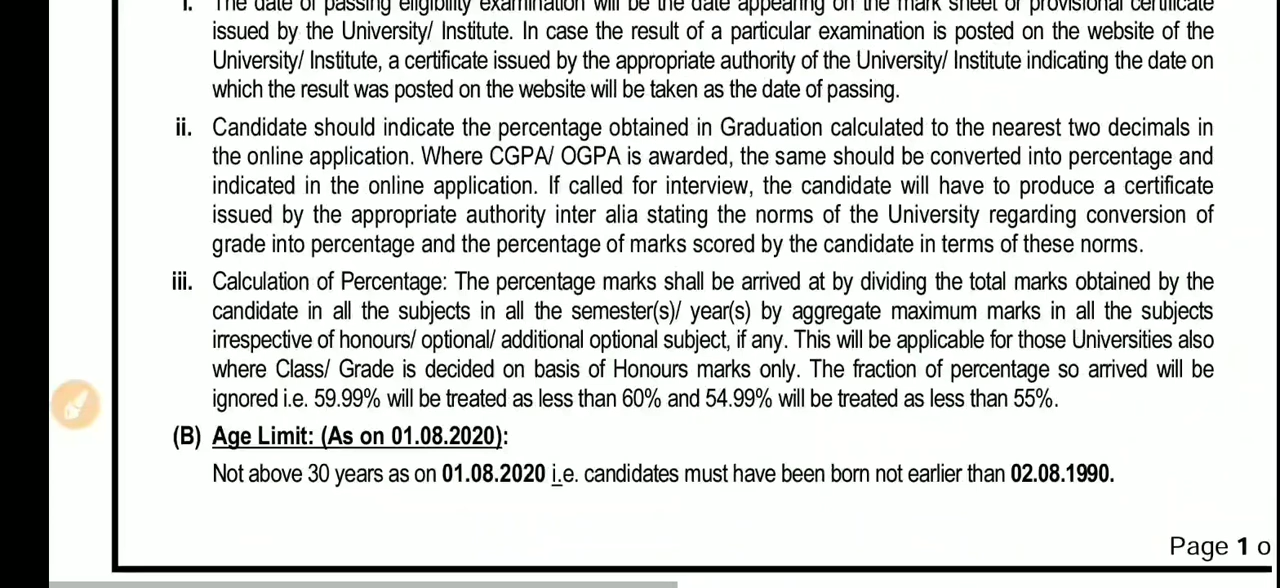 i. The date of passing eligibility examination will be the date appearing on the mark sheet or provisional certificate
issued by the University/ Institute. In case the result of a particular examination is posted on the website of the
University/ Institute, a certificate issued by the appropriate authority of the University/ Institute indicating the date on
which the result was posted on the website will be taken as the date of passing.
ii. Candidate should indicate the percentage obtained in Graduation calculated to the nearest two decimals in
the online application. Where CGPA/ OGPA is awarded, the same should be converted into percentage and
indicated in the online application. If called for interview, the candidate will have to produce a certificate
issued by the appropriate authority inter alia stating the norms of the University regarding conversion of
grade into percentage and the percentage of marks scored by the candidate in terms of these norms.
iii. Calculation of Percentage: The percentage marks shall be arrived at by dividing the total marks obtained by the
candidate in all the subjects in all the semester(s)/ year(s) by aggregate maximum marks in all the subjects
irrespective of honours/ optional/ additional optional subject, if any. This will be applicable for those Universities also
where Class/ Grade is decided on basis of Honours marks only. The fraction of percentage so arrived will be
ignored i.e. 59.99% will be treated as less than 60% and 54.99% will be treated as less than 55%.
(B) Age Limit: (As on 01.08.2020):
Not above 30 years as on 01.08.2020 i.e. candidates must have been born not earlier than 02.08.1990.
Page 1 o